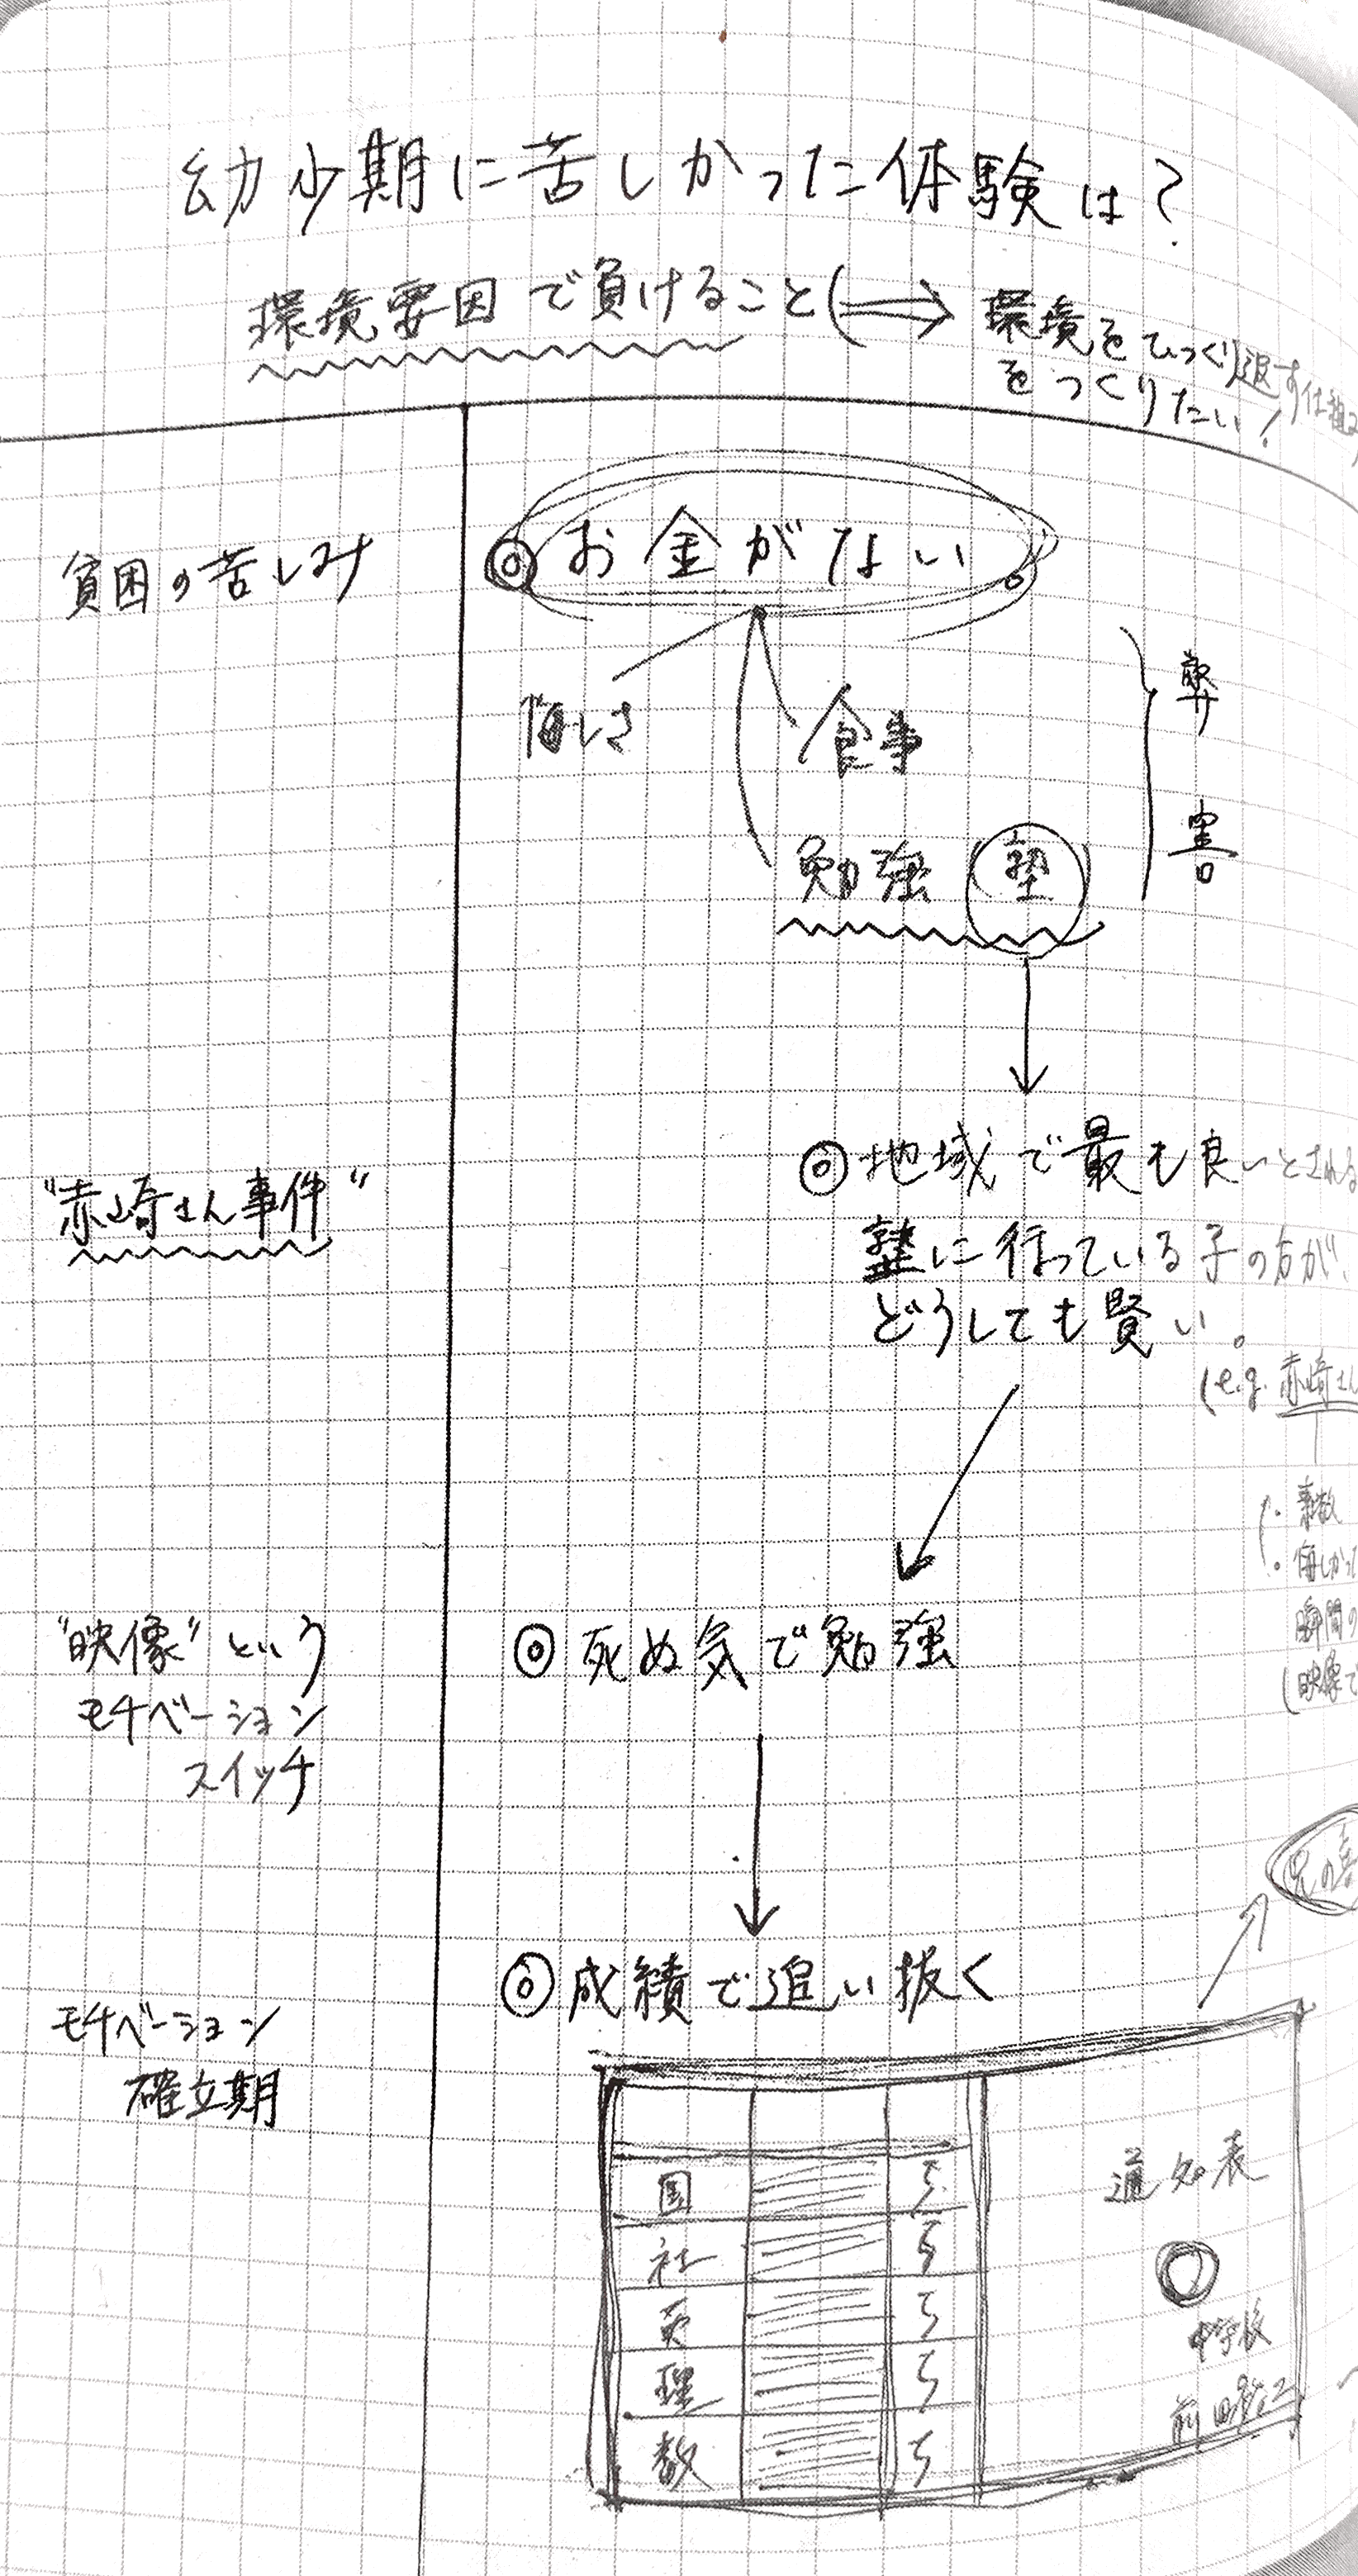 幼少期に苦しかった体験は？
環境要因で負けること(⇒ 環境をひっくり返す仕組み
をつくりたい！
貧困の苦しみ
◎お金がない。
悔しさ
食事
弊害
勉強(塾)
"赤崎さん事件"
◎地域で最も良いとされる
塾に行っている子の方が、
どうしても賢い。
(e.g. 赤崎さん
・算数
・悔しかっ
瞬間の
(映像で
"映像"という
モチベーション
スイッチ
◎死ぬ気で勉強
兄の
◎成績で追い抜く
モチベーション
確立期
国 5
社 5
英 5
理 5
数 5
通知表
中学校
前田